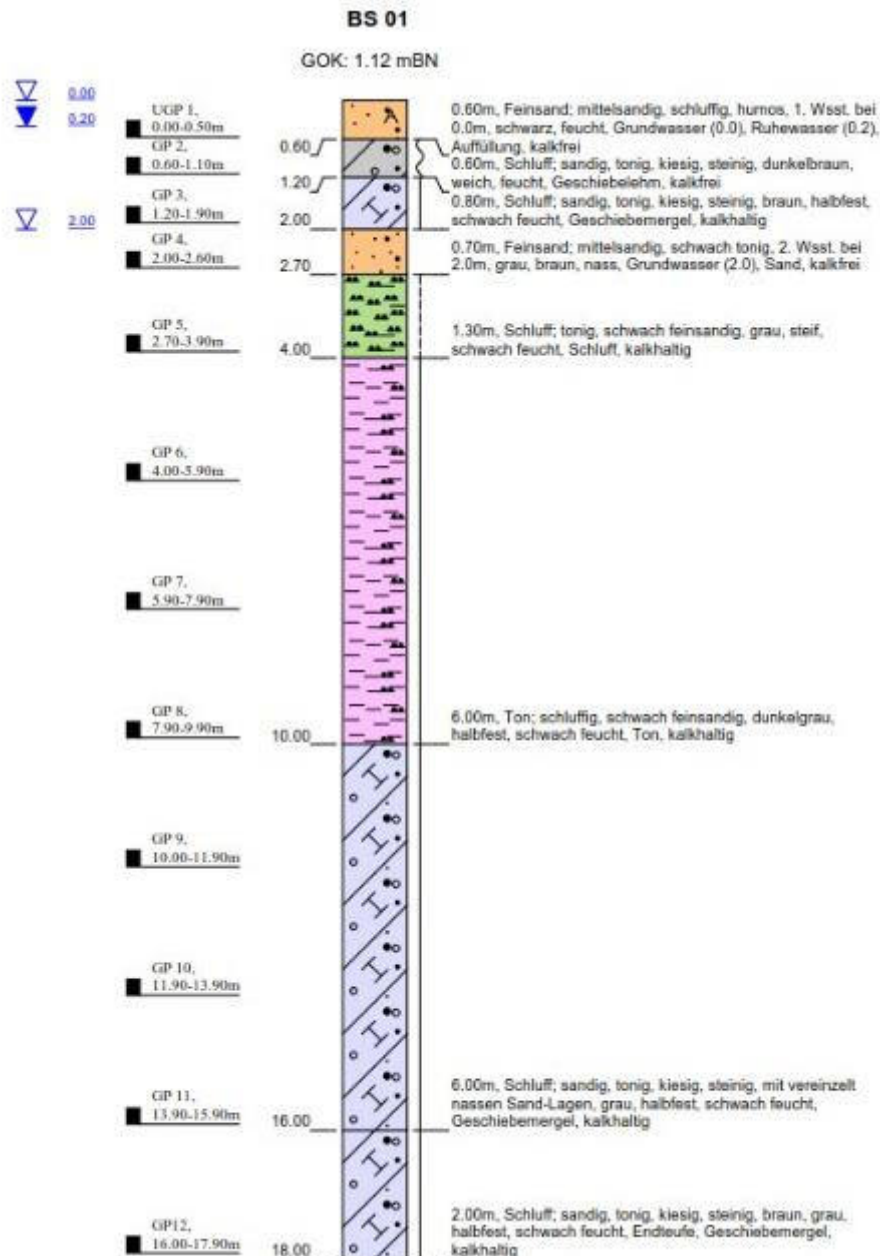 BS 01
GOK: 1.12 mBN
0.00
0.20
UGP 1,
0.00-0.50m
0.60m, Feinsand; mittelsandig, schluffig, humos, 1. Wsst. bei
0.0m, schwarz, feucht, Grundwasser (0.0), Ruhewasser (0.2),
Auffüllung, kalkfrei
0.60
GP 2,
0.60-1.10m
0.60m, Schluff; sandig, tonig, kiesig, steinig, dunkelbraun,
weich, feucht, Geschiebelehm, kalkfrei
1.20
GP 3,
1.20-1.90m
0.80m, Schluff; sandig, tonig, kiesig, steinig, braun, halbfest,
schwach feucht, Geschiebemergel, kalkhaltig
2.00
2.00
GP 4,
2.00-2.60m
0.70m, Feinsand; mittelsandig, schwach tonig, 2. Wsst. bei
2.0m, grau, braun, nass, Grundwasser (2.0), Sand, kalkfrei
2.70
GP 5,
2.70-3.90m
1.30m, Schluff; tonig, schwach feinsandig, grau, steif,
schwach feucht, Schluff, kalkhaltig
4.00
GP 6,
4.00-5.90m
GP 7,
5.90-7.90m
GP 8,
7.90-9.90m
6.00m, Ton; schluffig, schwach feinsandig, dunkelgrau,
halbfest, schwach feucht, Ton, kalkhaltig
10.00
GP 9,
10.00-11.90m
GP 10,
11.90-13.90m
GP 11,
13.90-15.90m
6.00m, Schluff; sandig, tonig, kiesig, steinig, mit vereinzelt
nassen Sand-Lagen, grau, halbfest, schwach feucht,
Geschiebemergel, kalkhaltig
16.00
GP12,
16.00-17.90m
2.00m, Schluff; sandig, tonig, kiesig, steinig, braun, grau,
halbfest, schwach feucht, Endteufe, Geschiebemergel,
kalkhaltig
18.00